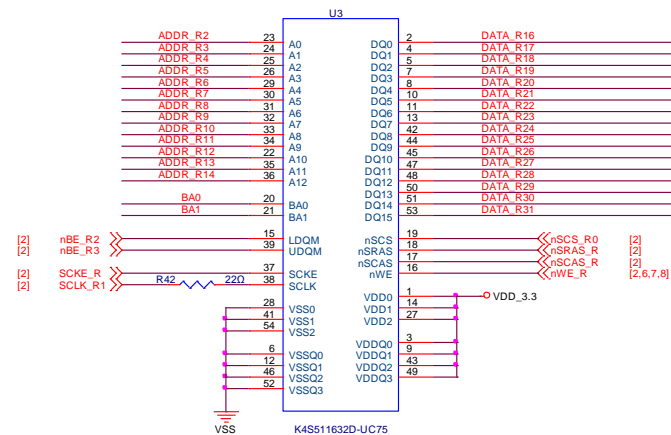 U3
ADDR_R2 23 A0 DQ0 2 DATA_R16
ADDR_R3 24 A1 DQ1 4 DATA_R17
ADDR_R4 25 A2 DQ2 5 DATA_R18
ADDR_R5 26 A3 DQ3 7 DATA_R19
ADDR_R6 29 A4 DQ4 8 DATA_R20
ADDR_R7 30 A5 DQ5 10 DATA_R21
ADDR_R8 31 A6 DQ6 11 DATA_R22
ADDR_R9 32 A7 DQ7 13 DATA_R23
ADDR_R10 33 A8 DQ8 42 DATA_R24
ADDR_R11 34 A9 DQ9 44 DATA_R25
ADDR_R12 22 A10 DQ10 45 DATA_R26
ADDR_R13 35 A11 DQ11 47 DATA_R27
ADDR_R14 36 A12 DQ12 48 DATA_R28
DQ13 50 DATA_R29
BA0 20 BA0 DQ14 51 DATA_R30
BA1 21 BA1 DQ15 53 DATA_R31
[2] nBE_R2 15 LDQM nSCS 19 nSCS_R0 [2]
[2] nBE_R3 39 UDQM nSRAS 18 nSRAS_R [2]
nSCAS 17 nSCAS_R [2]
[2] SCKE_R 37 SCKE nWE 16 nWE_R [2,6,7,8]
[2] SCLK_R1 R42 22Ω 38 SCLK
VDD0 1 VDD_3.3
28 VSS0 VDD1 14
41 VSS1 VDD2 27
54 VSS2
VDDQ0 3
6 VSSQ0 VDDQ1 9
12 VSSQ1 VDDQ2 43
46 VSSQ2 VDDQ3 49
52 VSSQ3
VSS
K4S511632D-UC75